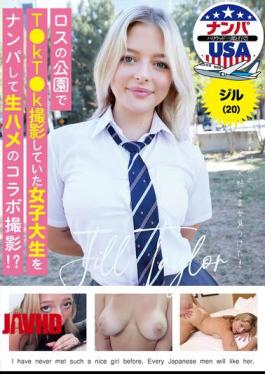 ロスの公園で
T●kT●k撮影していた女子大生を
ナンパして生ハメのコラボ撮影!?
ナンパ
USA
ジル
(20)
Jill Taylor
JAVHD
I have never met such a nice girl before, Every Japanese men will like her.